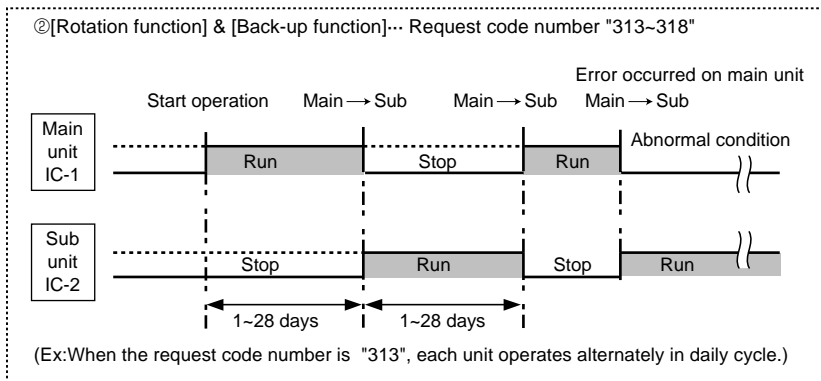 ②[Rotation function] & [Back-up function]··· Request code number "313~318"
Error occurred on main unit
Start operation Main → Sub Main → Sub Main → Sub
Main
unit
IC-1
Run Stop Run Abnormal condition
Sub
unit
IC-2
Stop Run Stop Run
1~28 days 1~28 days
(Ex:When the request code number is "313", each unit operates alternately in daily cycle.)